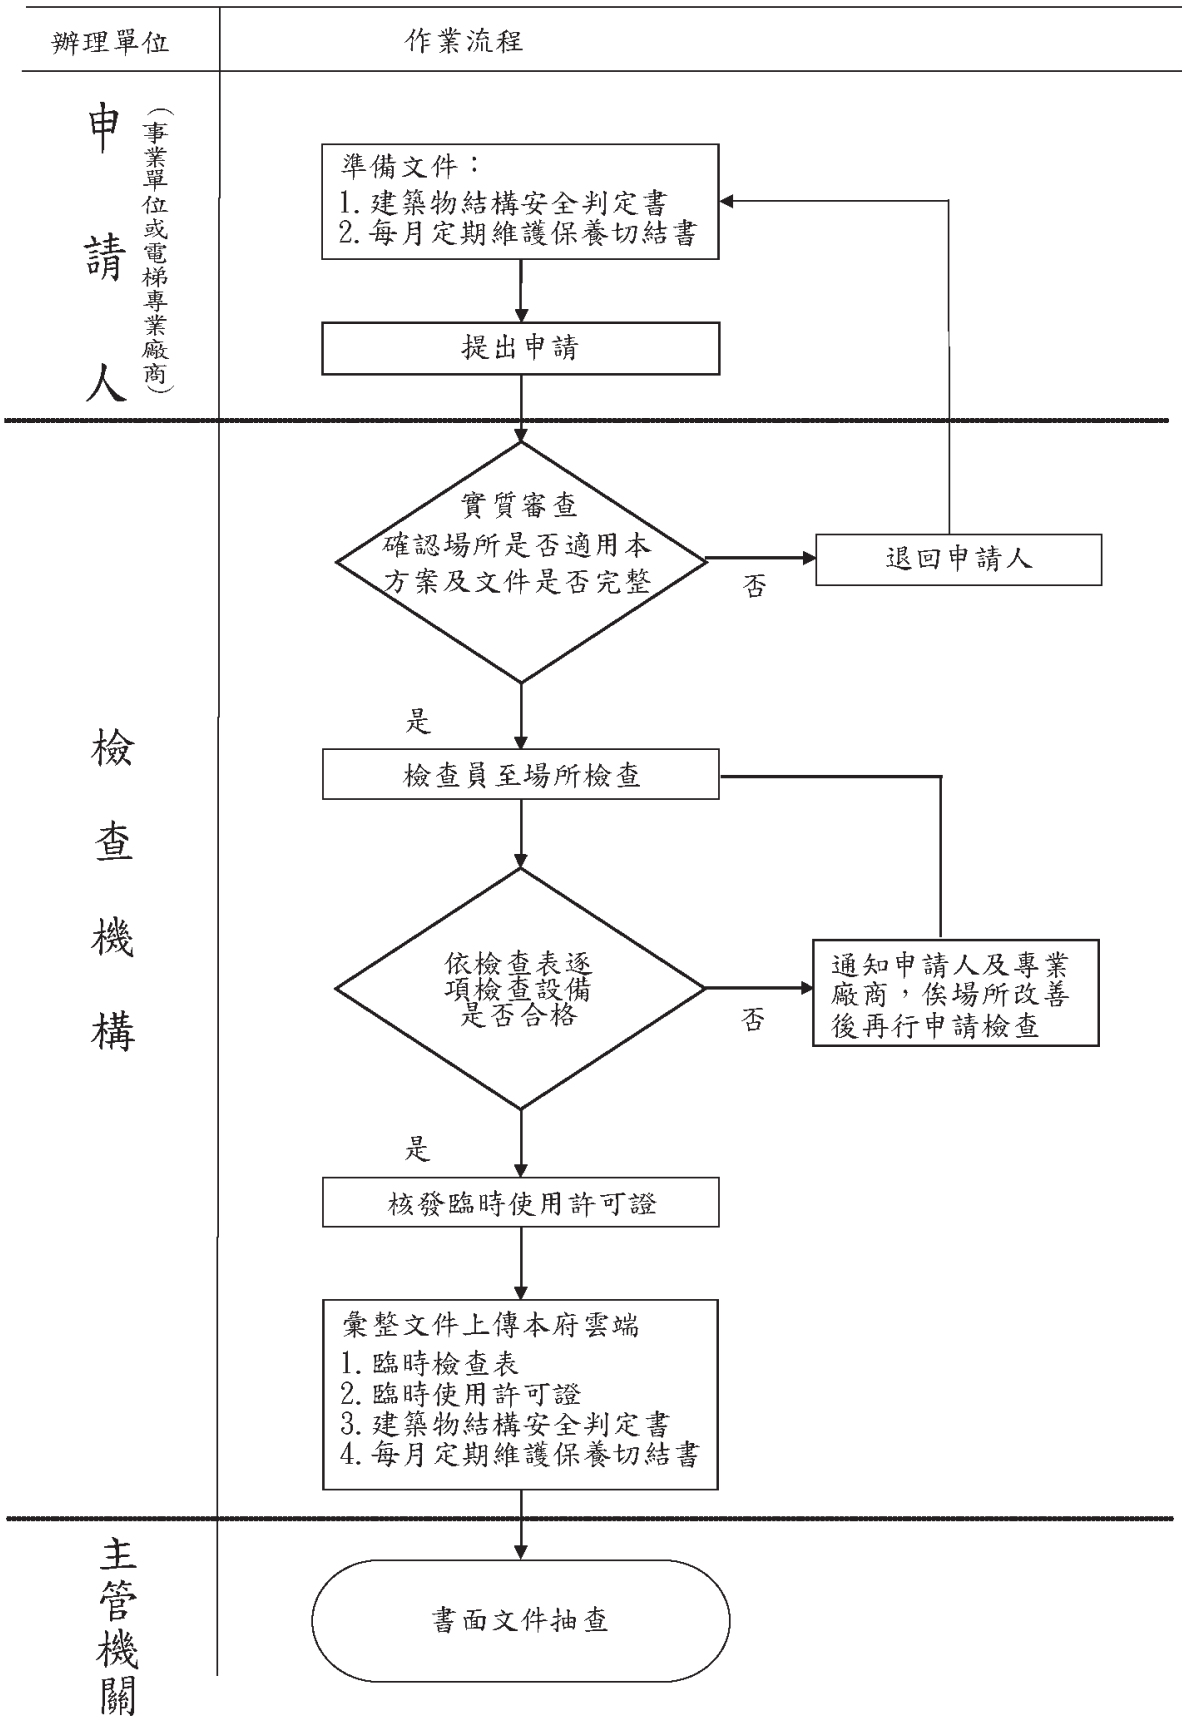 辦理單位
作業流程
申請人
（事業單位或電梯專業廠商）
準備文件：
1.建築物結構安全判定書
2.每月定期維護保養切結書
提出申請
檢查機構
實質審查
確認場所是否適用本
方案及文件是否完整
否
退回申請人
是
檢查員至場所檢查
依檢查表逐
項檢查設備
是否合格
否
通知申請人及專業
廠商，俟場所改善
後再行申請檢查
是
核發臨時使用許可證
彙整文件上傳本府雲端
1.臨時檢查表
2.臨時使用許可證
3.建築物結構安全判定書
4.每月定期維護保養切結書
主管機關
書面文件抽查